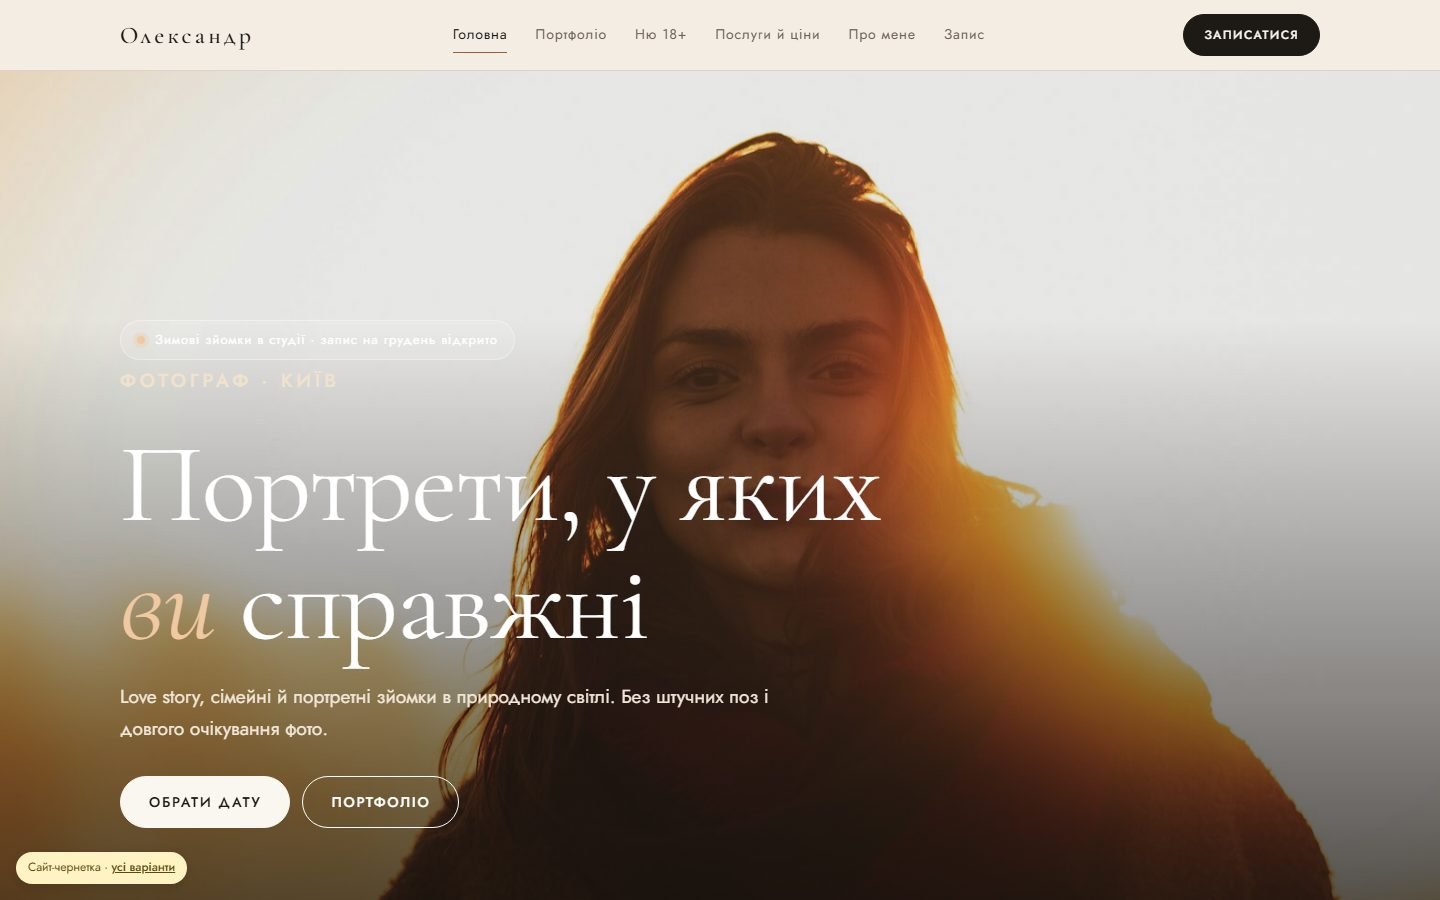 Олександр
Головна
Портфоліо
Ню 18+
Послуги й ціни
Про мене
Запис
ЗАПИСАТИСЯ
Зимові зйомки в студії · запис на грудень відкрито
ФОТОГРАФ · КИЇВ
Портрети, у яких
ви справжні
Love story, сімейні й портретні зйомки в природному світлі. Без штучних поз і
довгого очікування фото.
ОБРАТИ ДАТУ
ПОРТФОЛІО
Сайт-чернетка · усі варіанти